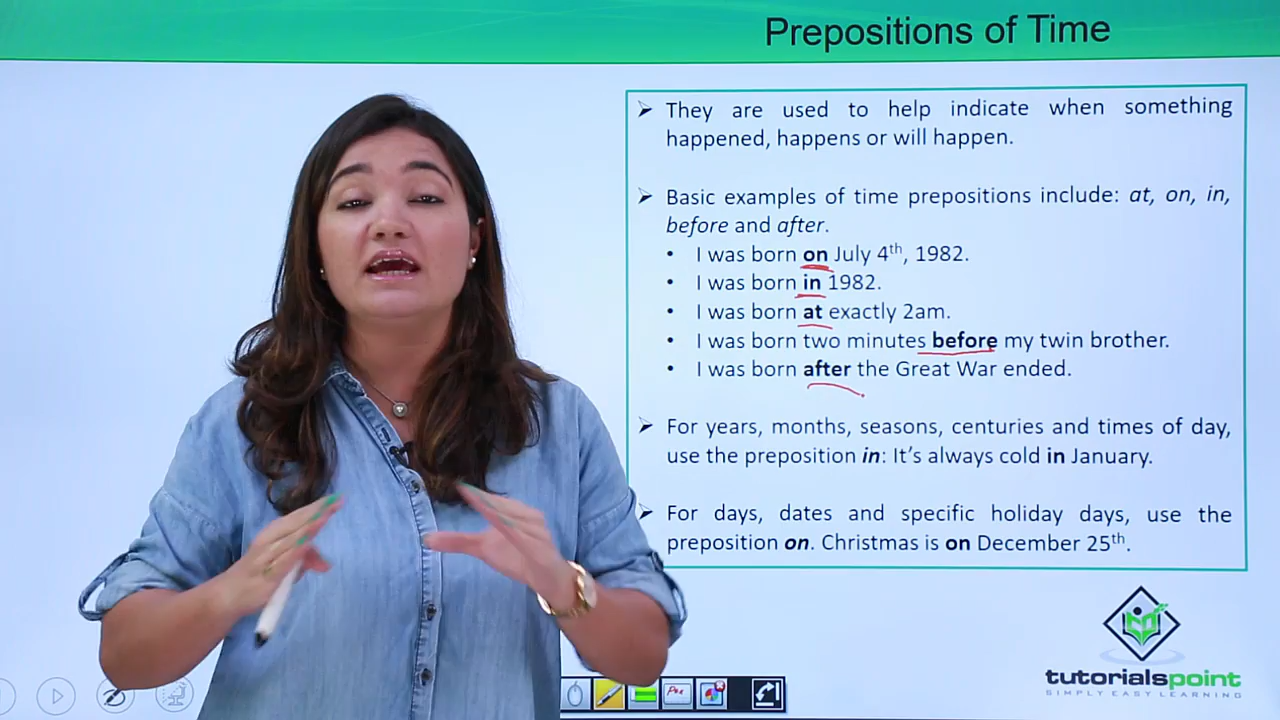 Prepositions of Time
➢ They are used to help indicate when something
happened, happens or will happen.
➢ Basic examples of time prepositions include: at, on, in,
before and after.
• I was born on July 4th, 1982.
• I was born in 1982.
• I was born at exactly 2am.
• I was born two minutes before my twin brother.
• I was born after the Great War ended.
➢ For years, months, seasons, centuries and times of day,
use the preposition in: It's always cold in January.
➢ For days, dates and specific holiday days, use the
preposition on. Christmas is on December 25th.
tutorialspoint
SIMPLY EASY LEARNING
Pen